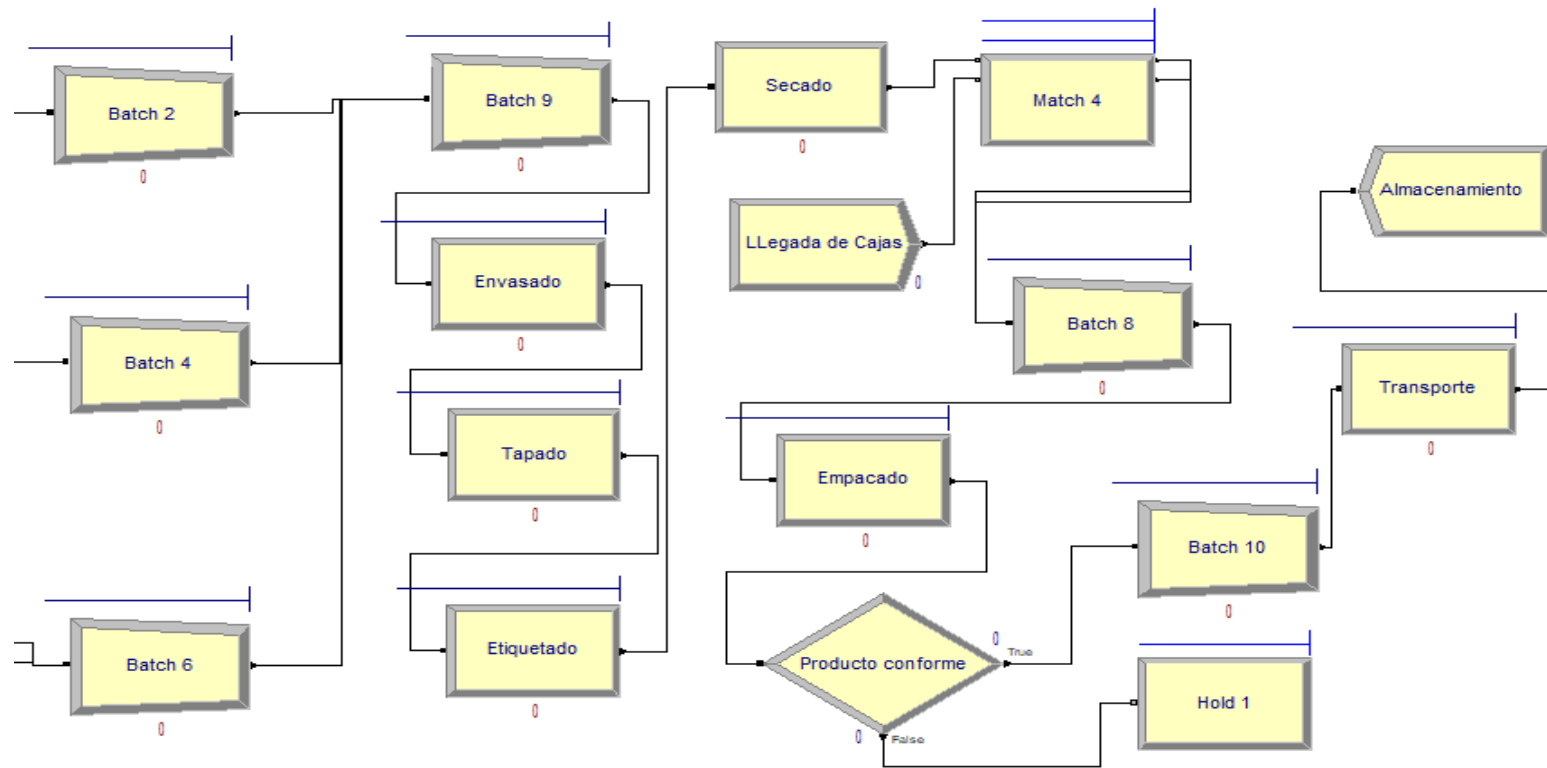 Batch 2
0
Batch 4
0
Batch 6
0
Batch 9
0
Envasado
0
Tapado
0
Etiquetado
0
Secado
0
LLegada de Cajas
0
Match 4
Batch 8
0
Empacado
0
Producto conforme
0
True
0
False
Batch 10
0
Hold 1
Transporte
0
Almacenamiento